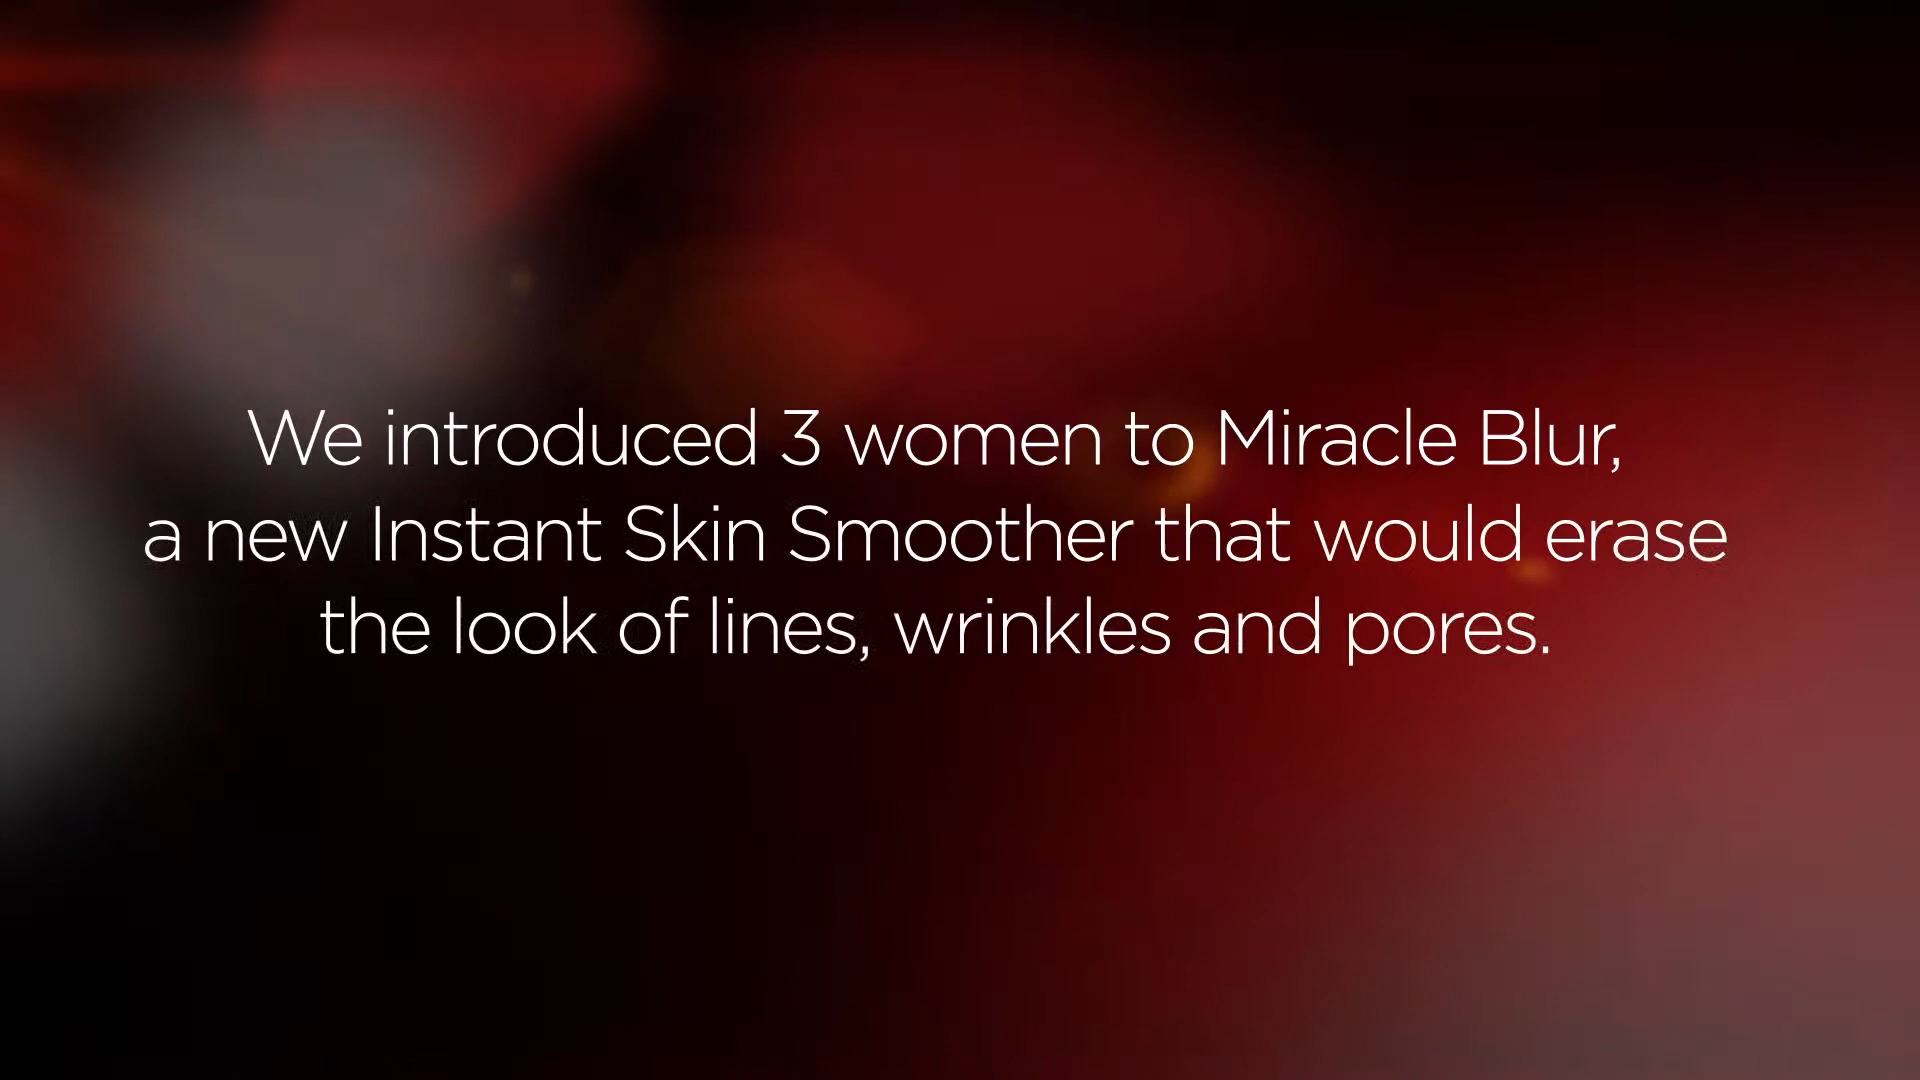 We introduced 3 women to Miracle Blur,
a new Instant Skin Smoother that would erase
the look of lines, wrinkles and pores.